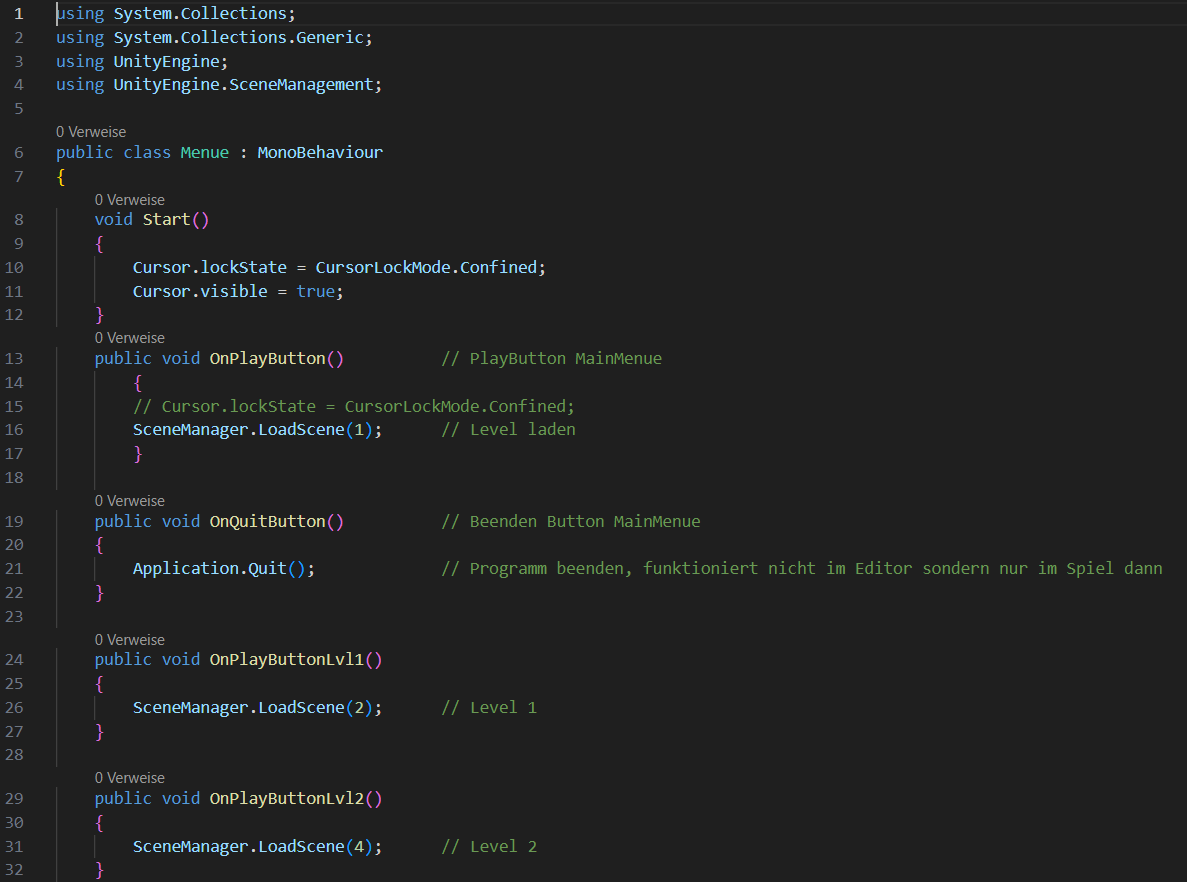 1 using System.Collections;
2 using System.Collections.Generic;
3 using UnityEngine;
4 using UnityEngine.SceneManagement;
5
0 Verweise
6 public class Menue : MonoBehaviour
7 {
0 Verweise
8 void Start()
9 {
10 Cursor.lockState = CursorLockMode.Confined;
11 Cursor.visible = true;
12 }
0 Verweise
13 public void OnPlayButton() // PlayButton MainMenue
14 {
15 // Cursor.lockState = CursorLockMode.Confined;
16 SceneManager.LoadScene(1); // Level laden
17 }
18
0 Verweise
19 public void OnQuitButton() // Beenden Button MainMenue
20 {
21 Application.Quit(); // Programm beenden, funktioniert nicht im Editor sondern nur im Spiel dann
22 }
23
0 Verweise
24 public void OnPlayButtonLvl1()
25 {
26 SceneManager.LoadScene(2); // Level 1
27 }
28
0 Verweise
29 public void OnPlayButtonLvl2()
30 {
31 SceneManager.LoadScene(4); // Level 2
32 }